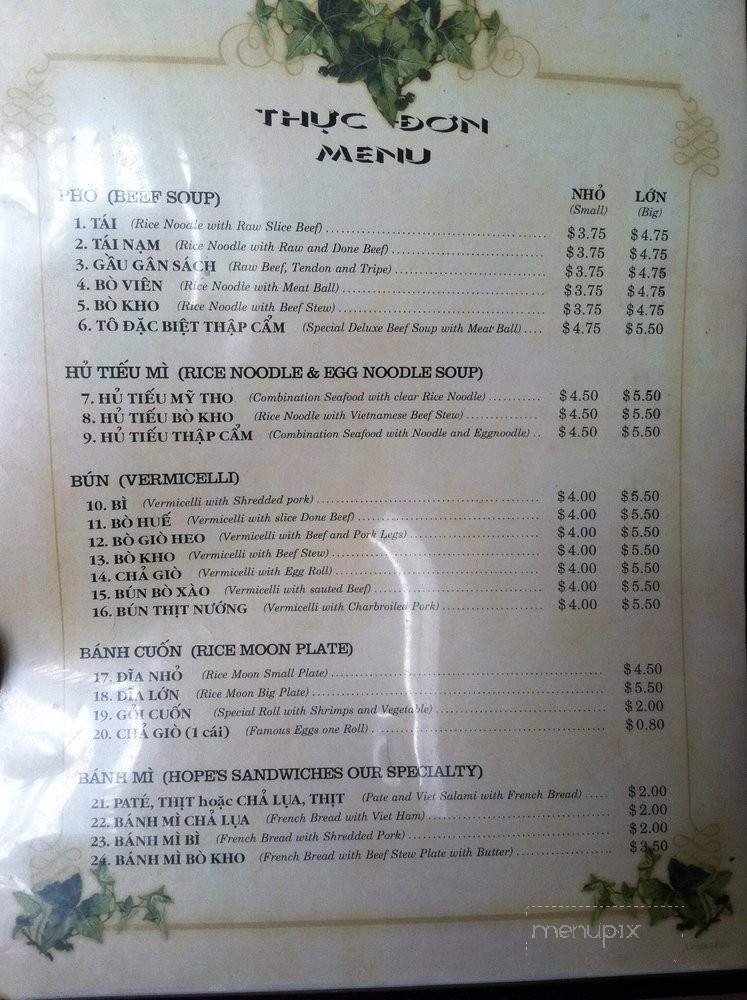 THỰC ĐƠN
MENU
PHỞ (BEEF SOUP) NHỎ LỚN
(Small) (Big)
1. TÁI (Rice Noodle with Raw Slice Beef) $3.75 $4.75
2. TÁI NẠM (Rice Noodle with Raw and Done Beef) $3.75 $4.75
3. GẦU GÂN SÁCH (Raw Beef, Tendon and Tripe) $3.75 $4.75
4. BÒ VIÊN (Rice Noodle with Meat Ball) $3.75 $4.75
5. BÒ KHO (Rice Noodle with Beef Stew) $3.75 $4.75
6. TÔ ĐẶC BIỆT THẬP CẨM (Special Deluxe Beef Soup with Meat Ball) .... $4.75 $5.50
HỦ TIẾU MÌ (RICE NOODLE & EGG NOODLE SOUP)
7. HỦ TIẾU MỸ THO (Combination Seafood with clear Rice Noodle) $4.50 $5.50
8. HỦ TIẾU BÒ KHO (Rice Noodle with Vietnamese Beef Stew) $4.50 $5.50
9. HỦ TIẾU THẬP CẨM (Combination Seafood with Noodle and Eggnoodle) .. $4.50 $5.50
BÚN (VERMICELLI)
10. BÌ (Vermicelli with Shredded pork) $4.00 $5.50
11. BÒ HUẾ (Vermicelli with slice Done Beef) $4.00 $5.50
12. BÒ GIÒ HEO (Vermicelli with Beef and Pork Legs) $4.00 $5.50
13. BÒ KHO (Vermicelli with Beef Stew) $4.00 $5.50
14. CHẢ GIÒ (Vermicelli with Egg Roll) $4.00 $5.50
15. BÚN BÒ XÀO (Vermicelli with sauted Beef) $4.00 $5.50
16. BÚN THỊT NƯỚNG (Vermicelli with Charbroiled Pork) $4.00 $5.50
BÁNH CUỐN (RICE MOON PLATE)
17. ĐĨA NHỎ (Rice Moon Small Plate) $4.50
18. ĐĨA LỚN (Rice Moon Big Plate) $5.50
19. GỎI CUỐN (Special Roll with Shrimps and Vegetable) $2.00
20. CHẢ GIÒ (1 cái) (Famous Eggs one Roll) $0.80
BÁNH MÌ (HOPE'S SANDWICHES OUR SPECIALTY)
21. PATÉ, THỊT hoặc CHẢ LỤA, THỊT (Pate and Viet Salami with French Bread) ..... $2.00
22. BÁNH MÌ CHẢ LỤA (French Bread with Viet Ham) $2.00
23. BÁNH MÌ BÌ (French Bread with Shredded Pork) $2.00
24. BÁNH MÌ BÒ KHO (French Bread with Beef Stew Plate with Butter) $3.50
menupix